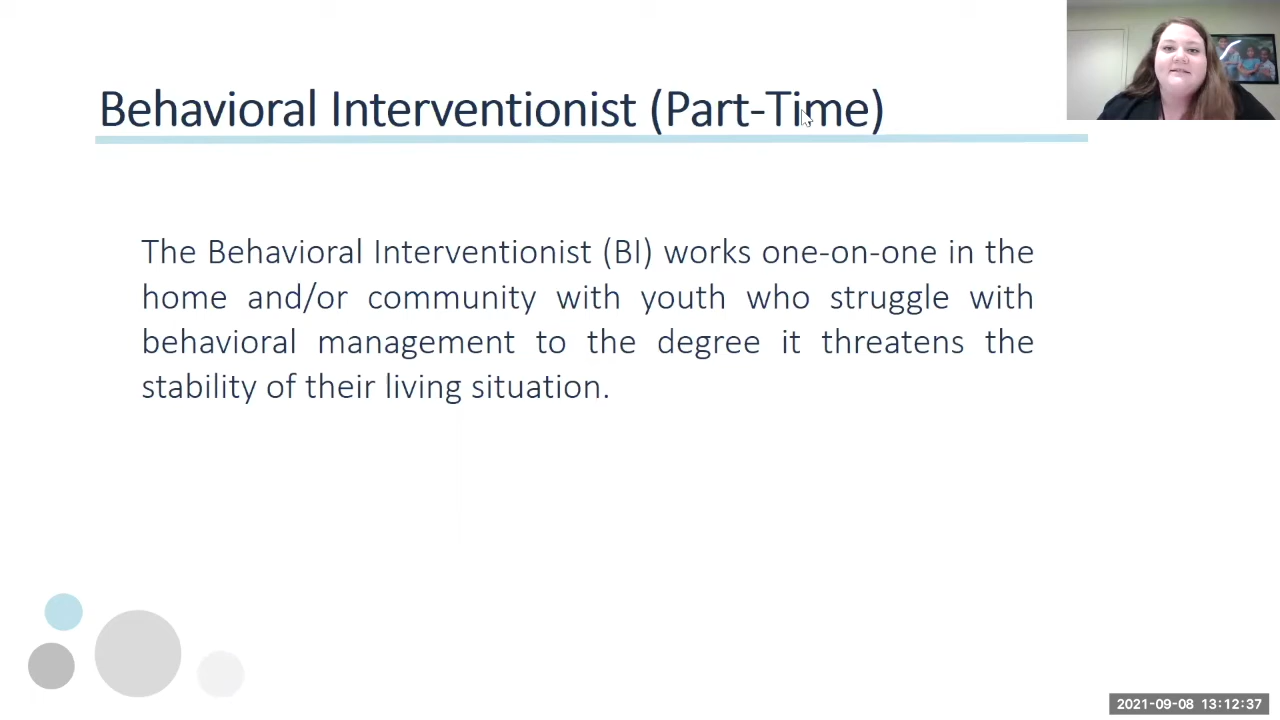 Behavioral Interventionist (Part-Time)
The Behavioral Interventionist (BI) works one-on-one in the
home and/or community with youth who struggle with
behavioral management to the degree it threatens the
stability of their living situation.
2021-09-08 13:12:37